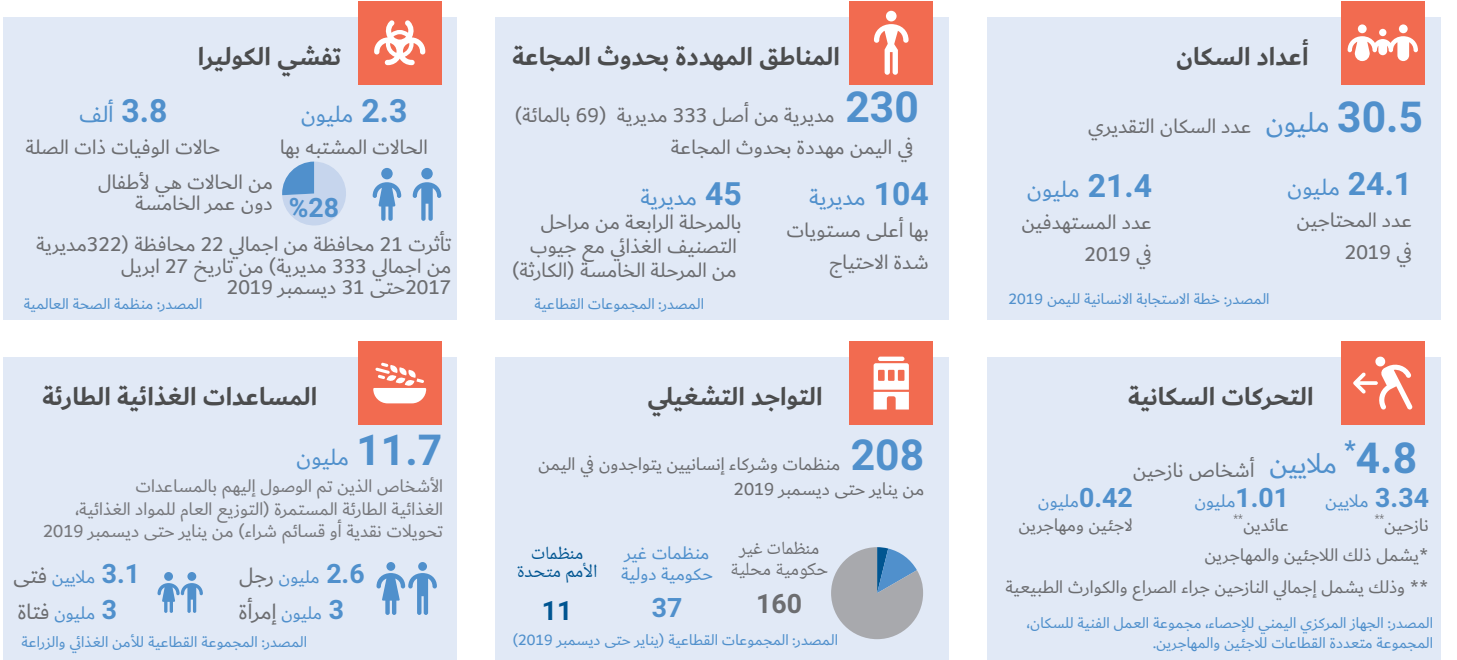 أعداد السكان
30.5 مليون عدد السكان التقديري
24.1 مليون
عدد المحتاجين
في 2019
21.4 مليون
عدد المستهدفين
في 2019
المصدر: خطة الاستجابة الانسانية لليمن 2019
المناطق المهددة بحدوث المجاعة
230 مديرية من أصل 333 مديرية (69 بالمائة)
في اليمن مهددة بحدوث المجاعة
104 مديرية
بها أعلى مستويات
شدة الاحتياج
45 مديرية
بالمرحلة الرابعة من مراحل
التصنيف الغذائي مع جيوب
من المرحلة الخامسة (الكارثة)
المصدر: المجموعات القطاعية
تفشي الكوليرا
2.3 مليون
الحالات المشتبه بها
3.8 ألف
حالات الوفيات ذات الصلة
%28
من الحالات هي لأطفال
دون عمر الخامسة
تأثرت 21 محافظة من اجمالي 22 محافظة (322مديرية
من اجمالي 333 مديرية) من تاريخ 27 ابريل
2017حتى 31 ديسمبر 2019
المصدر: منظمة الصحة العالمية
التحركات السكانية
4.8* ملايين أشخاص نازحين
3.34 ملايين
نازحين**
1.01مليون
عائدين**
0.42مليون
لاجئين ومهاجرين
*يشمل ذلك اللاجئين والمهاجرين
** وذلك يشمل إجمالي النازحين جراء الصراع والكوارث الطبيعية
المصدر: الجهاز المركزي اليمني للإحصاء، مجموعة العمل الفنية للسكان،
المجموعة متعددة القطاعات للاجئين والمهاجرين.
التواجد التشغيلي
208 منظمات وشركاء إنسانيين يتواجدون في اليمن
من يناير حتى ديسمبر 2019
منظمات غير
حكومية محلية
160
منظمات غير
حكومية دولية
37
منظمات
الأمم متحدة
11
المصدر: المجموعات القطاعية (يناير حتى ديسمبر 2019)
المساعدات الغذائية الطارئة
11.7 مليون
الأشخاص الذين تم الوصول إليهم بالمساعدات
الغذائية الطارئة المستمرة (التوزيع العام للمواد الغذائية،
تحويلات نقدية أو قسائم شراء) من يناير حتى ديسمبر 2019
2.6 مليون رجل
3 مليون إمرأة
3.1 ملايين فتى
3 مليون فتاة
المصدر: المجموعة القطاعية للأمن الغذائي والزراعة